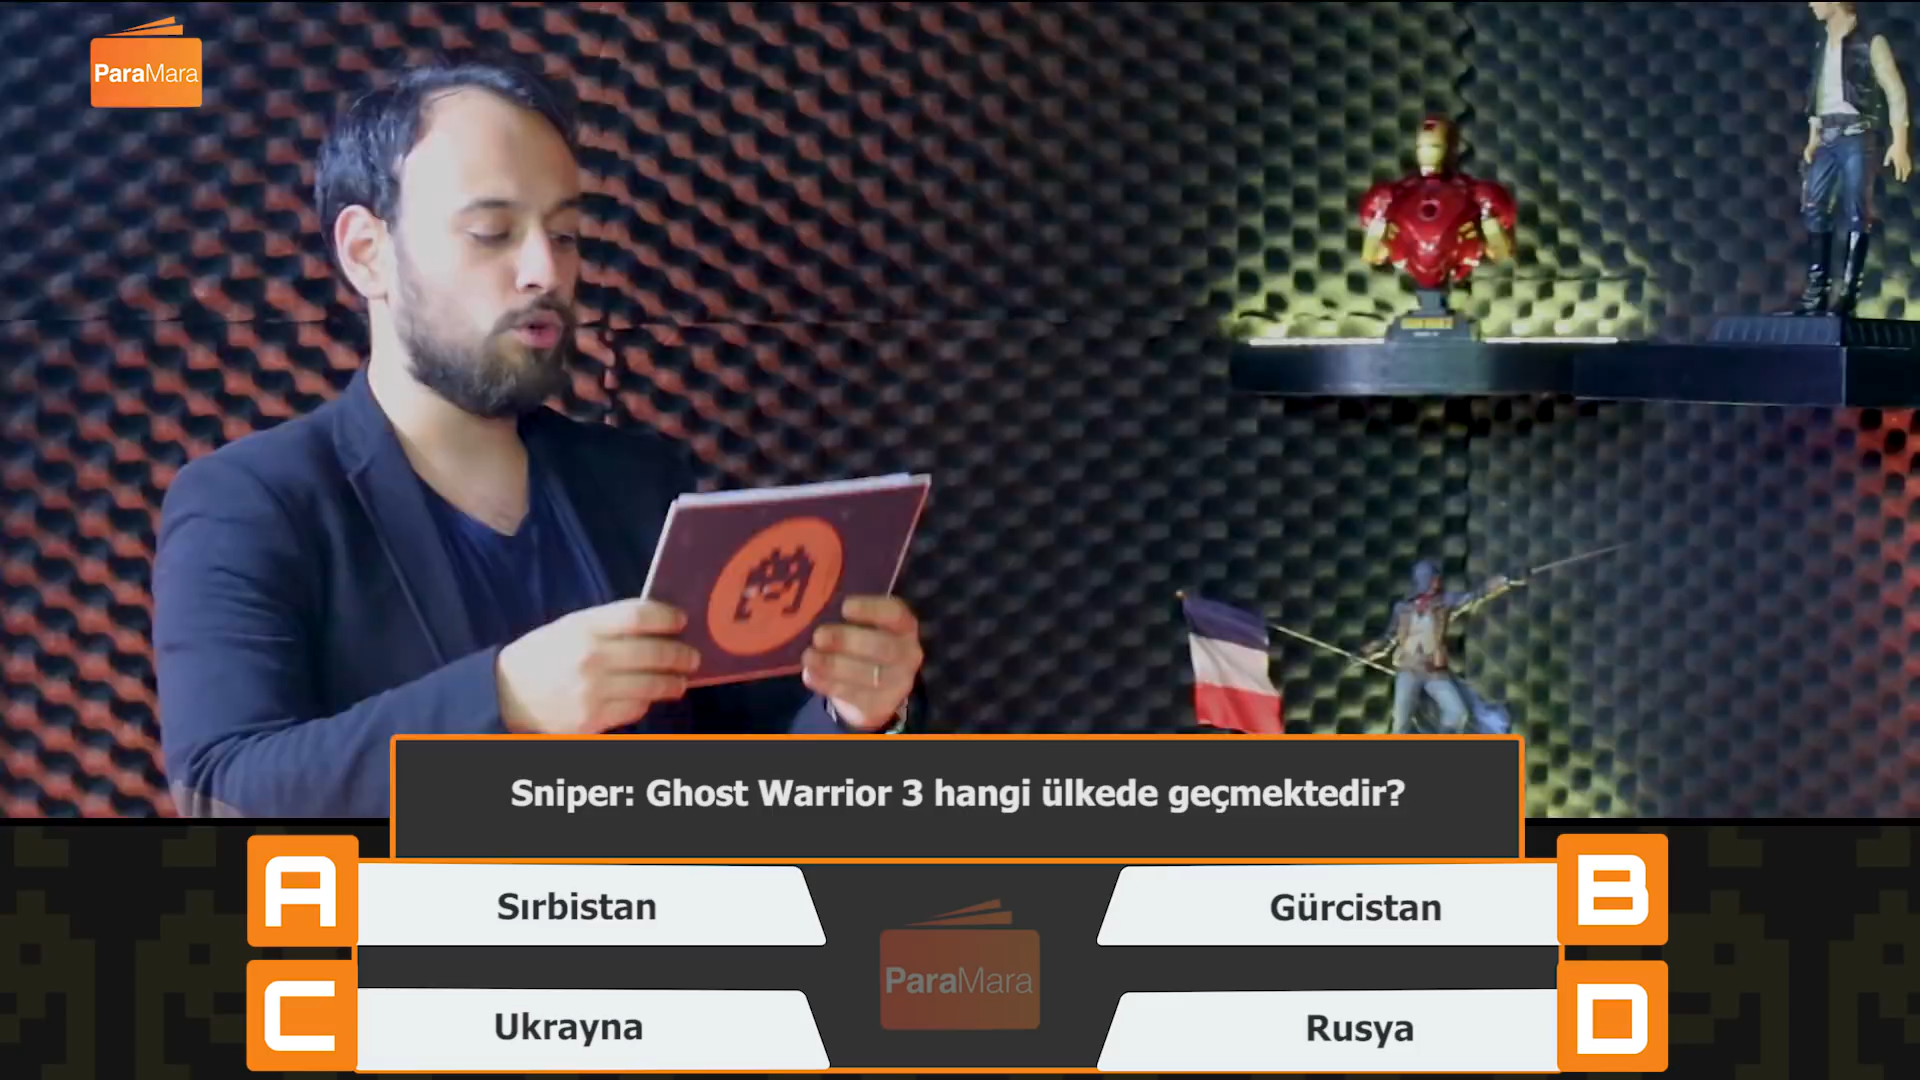 ParaMara
Sniper: Ghost Warrior 3 hangi ülkede geçmektedir?
A
Sırbistan
B
Gürcistan
C
Ukrayna
D
Rusya
ParaMara